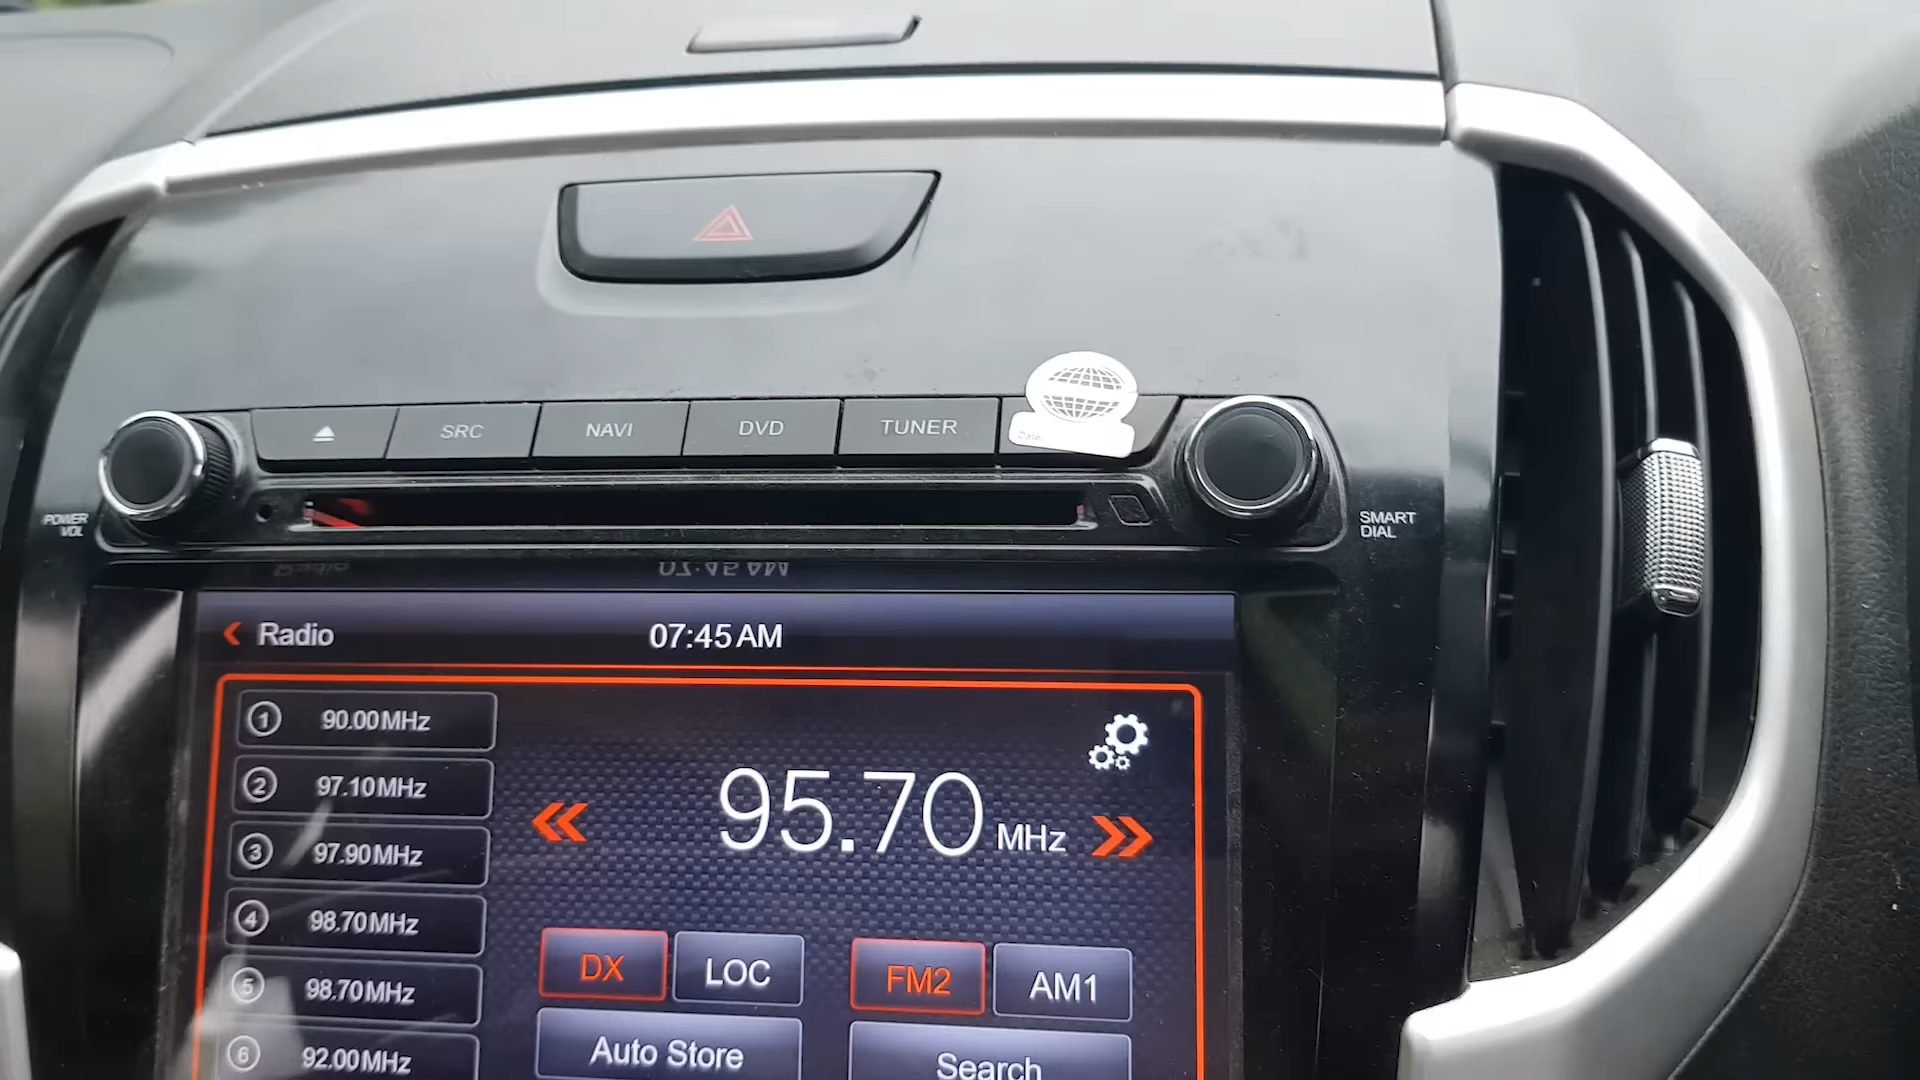 SRC NAVI DVD TUNER
Date:
POWER
VOL
SMART
DIAL
Radio 07:45 AM
1 90.00MHz
2 97.10MHz
3 97.90MHz
4 98.70MHz
5 98.70MHz
6 92.00MHz
95.70 MHz
DX LOC FM2 AM1
Auto Store Search